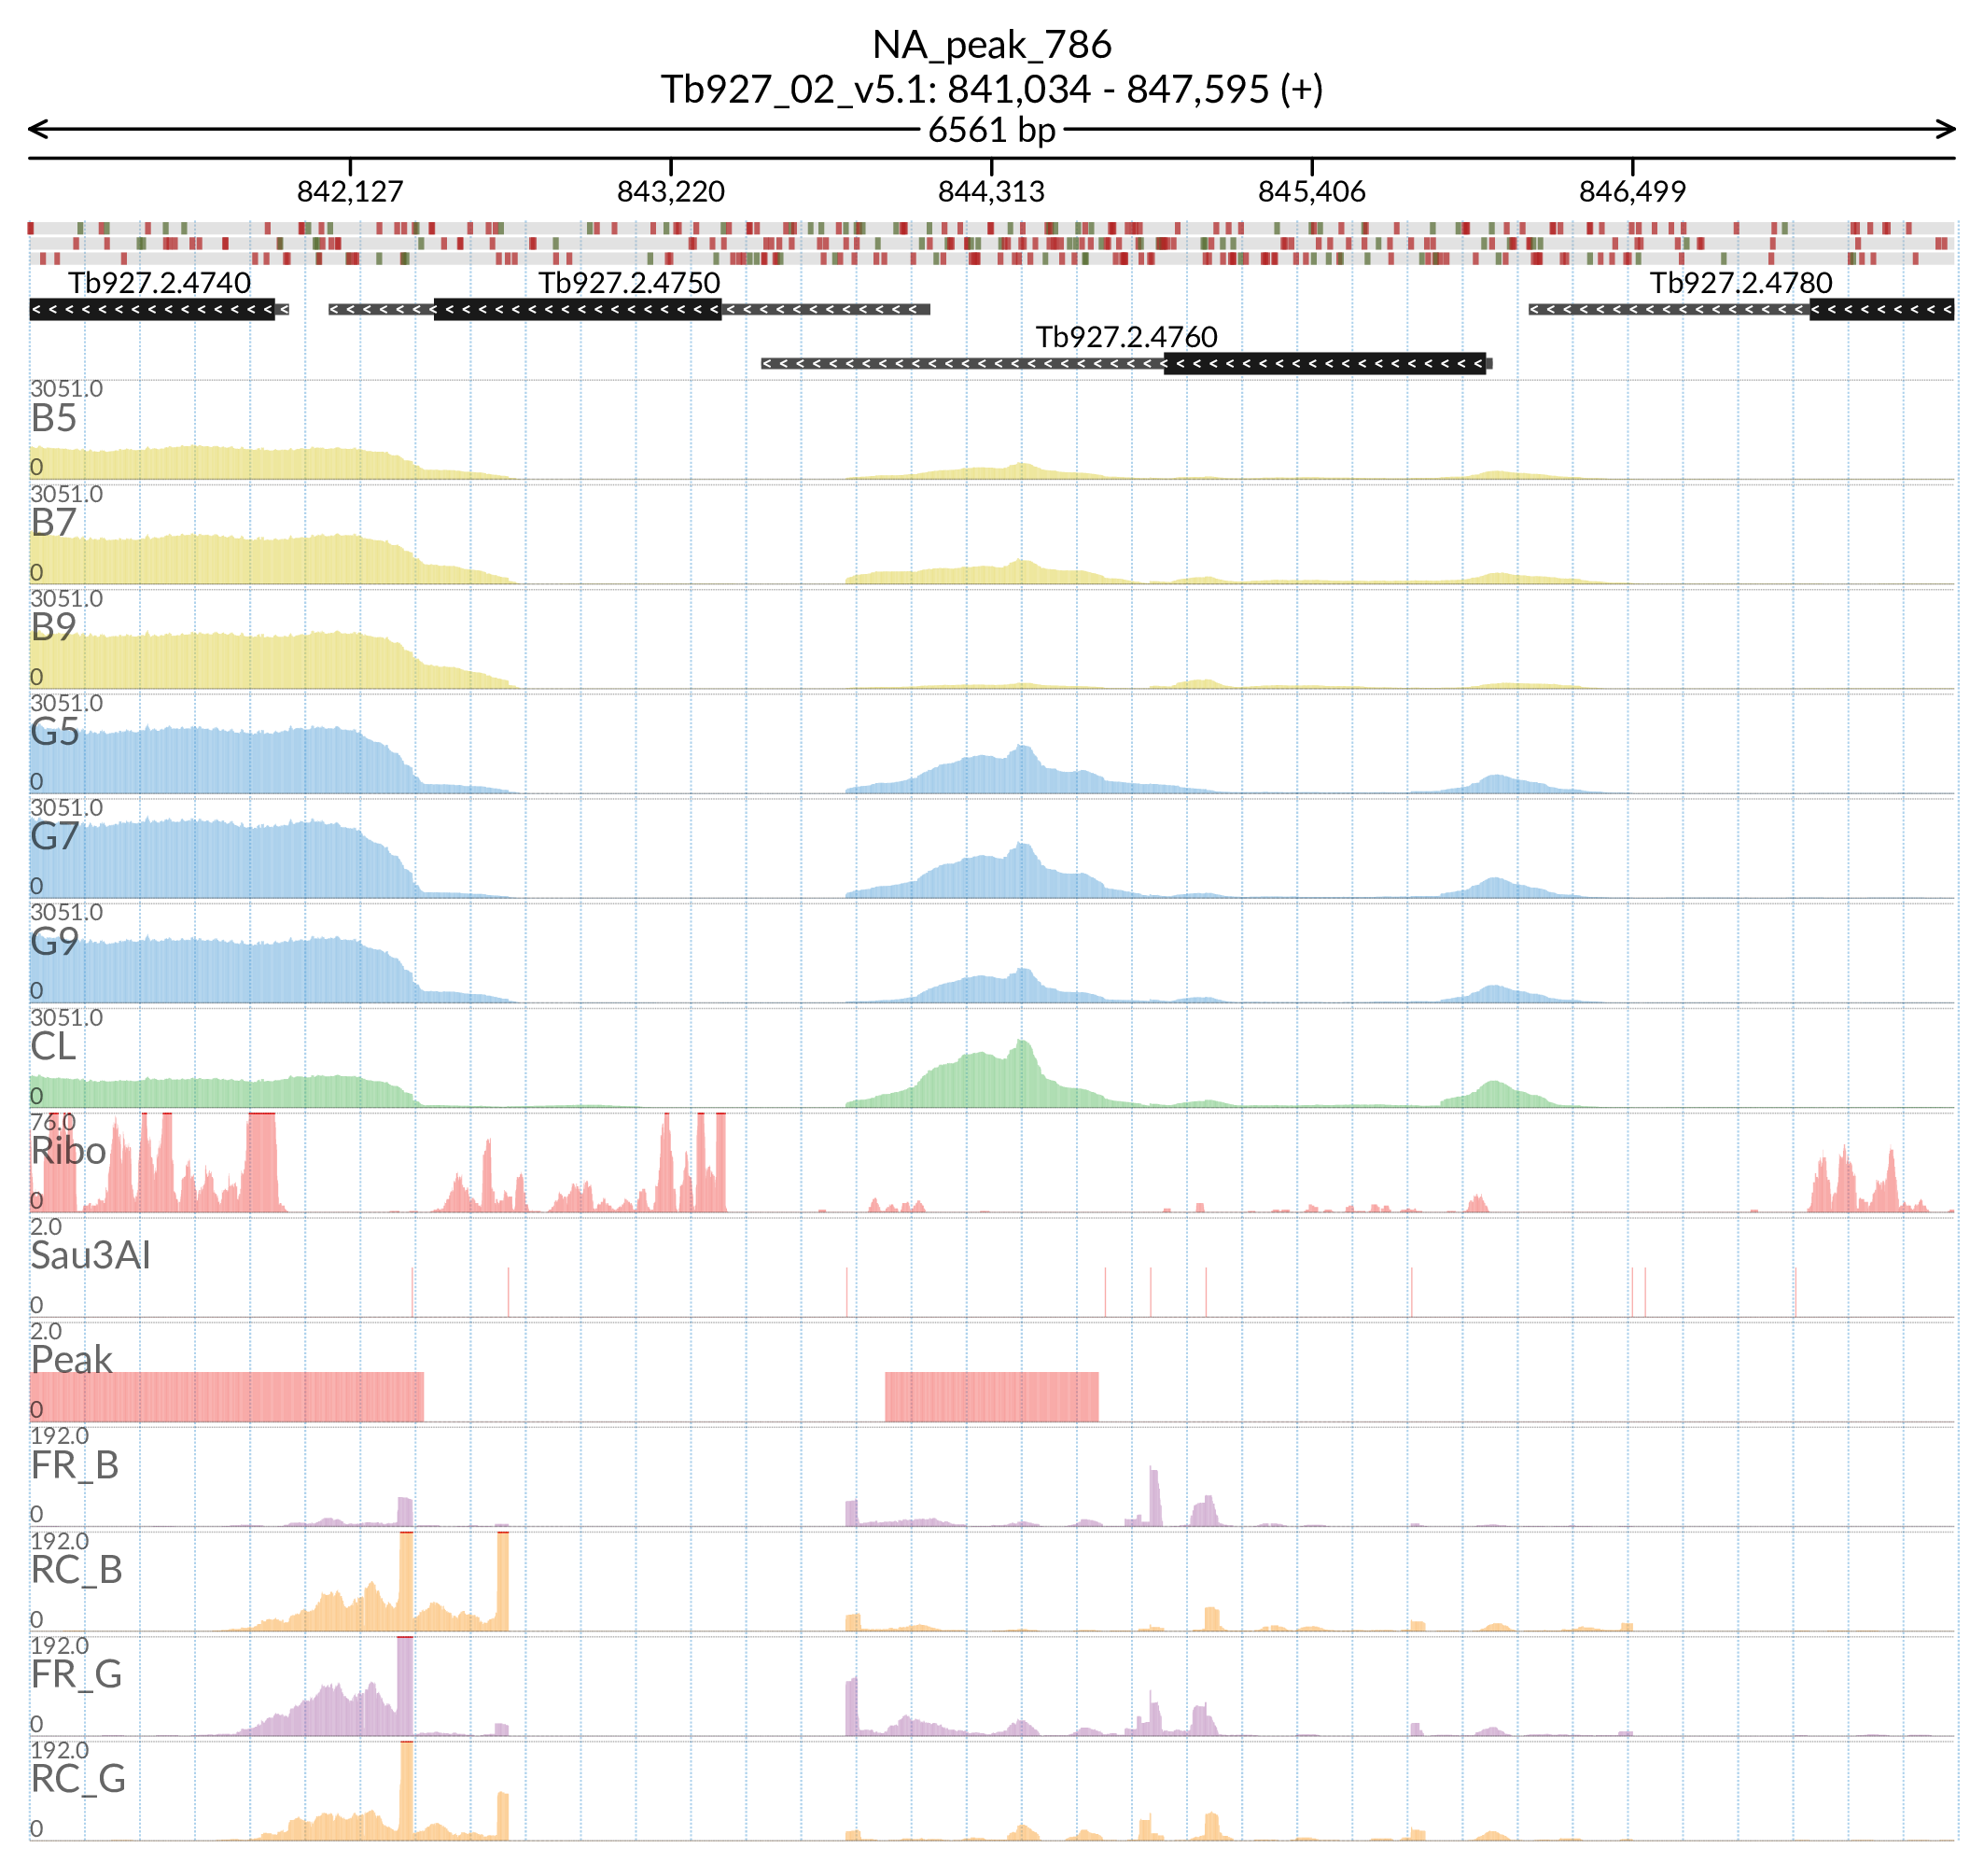 NA_peak_786
Tb927_02_v5.1: 841,034 - 847,595 (+)
6561 bp
842,127 843,220 844,313 845,406 846,499
Tb927.2.4740 Tb927.2.4750 Tb927.2.4780
Tb927.2.4760
3051.0
B5
0
3051.0
B7
0
3051.0
B9
0
3051.0
G5
0
3051.0
G7
0
3051.0
G9
0
3051.0
CL
0
76.0
Ribo
0
2.0
Sau3AI
0
2.0
Peak
0
192.0
FR_B
0
192.0
RC_B
0
192.0
FR_G
0
192.0
RC_G
0